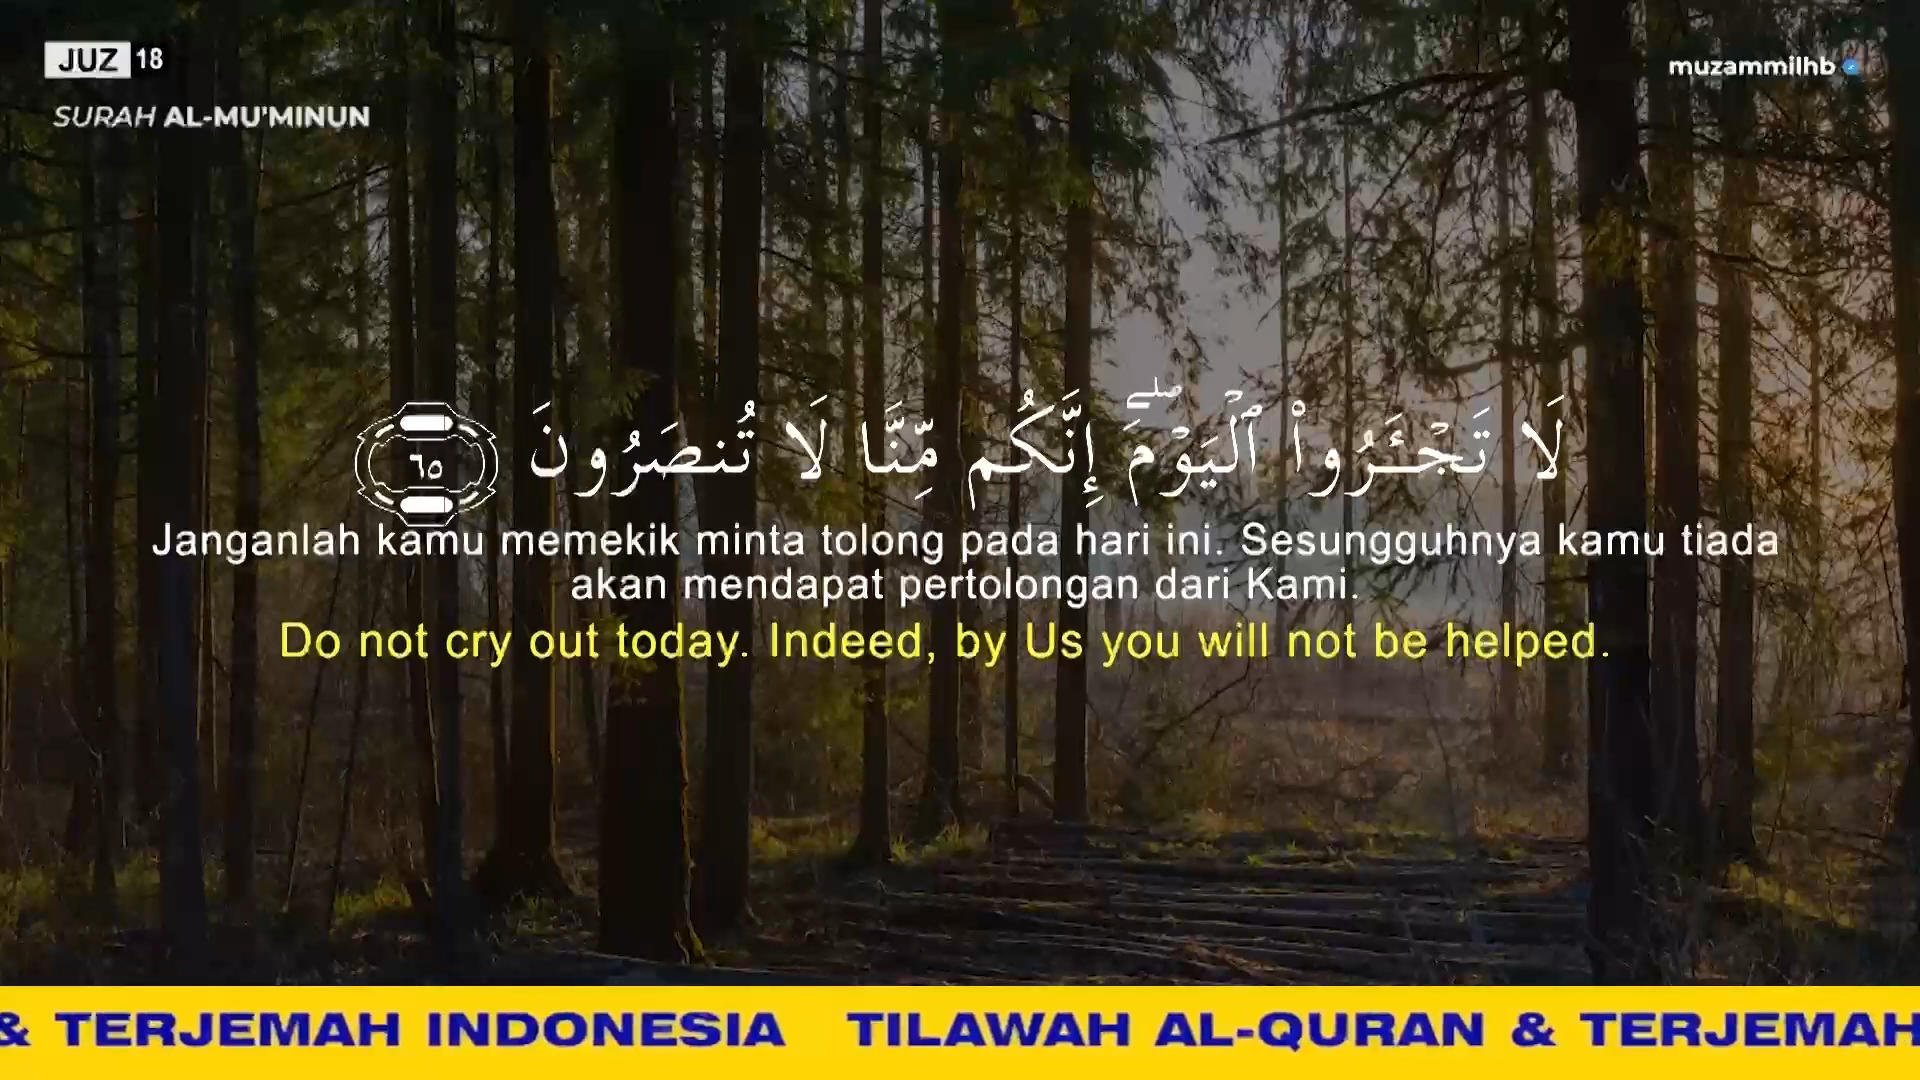 JUZ 18
muzammilhb
SURAH AL-MU'MINUN
لَا تَجْـَٔرُوا۟ ٱلْيَوْمَ ۖ إِنَّكُم مِّنَّا لَا تُنصَرُونَ ٦٥
Janganlah kamu memekik minta tolong pada hari ini. Sesungguhnya kamu tiada
akan mendapat pertolongan dari Kami.
Do not cry out today. Indeed, by Us you will not be helped.
& TERJEMAH INDONESIA TILAWAH AL-QURAN & TERJEMAH